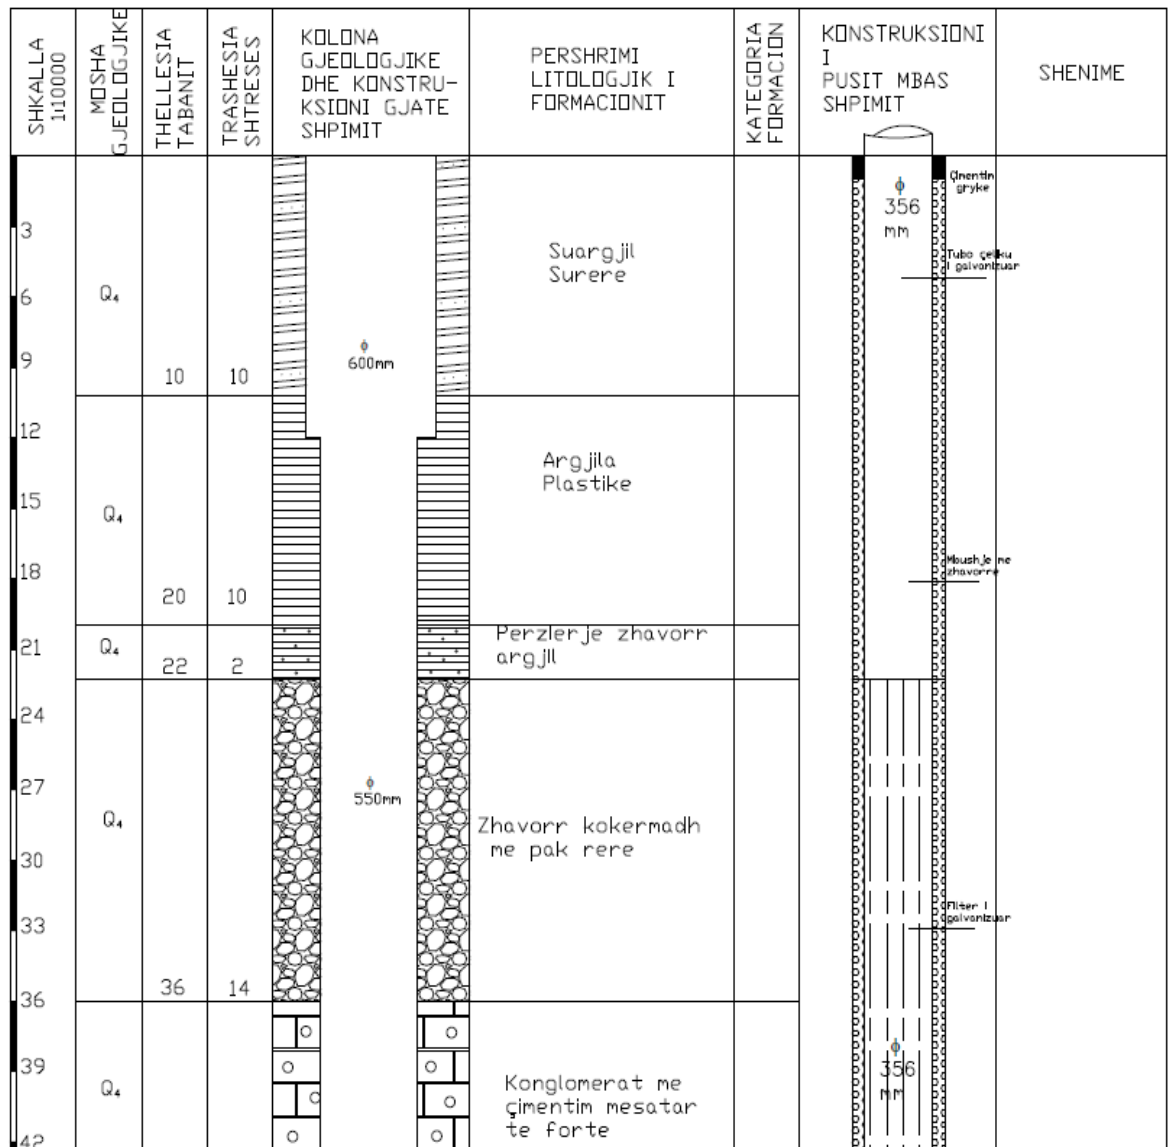 SHKALLA
1:10000
MOSHA
GJEOLOGJIKE
THELLESIA
TABANIT
TRASHESIA
SHTRESES
KOLONA
GJEOLOGJIKE
DHE KONSTRU-
KSIONI GJATE
SHPIMIT
PERSHRIMI
LITOLOGJIK I
FORMACIONIT
KATEGORIA
FORMACION
KONSTRUKSIONI
I
PUSIT MBAS
SHPIMIT
SHENIME
3
6
9
12
15
18
21
24
27
30
33
36
39
42
Q4
10
10
ϕ
600mm
Suargjil
Surere
ϕ
356
mm
Çimentim
gryke
Tubo çeliku
i galvanizuar
Q4
20
10
Argjila
Plastike
Mbushje me
zhavorre
Q4
22
2
Perzierje zhavorr
argjil
Q4
36
14
ϕ
550mm
Zhavorr kokermadh
me pak rere
Filter i
galvanizuar
Q4
Konglomerat me
çimentim mesatar
te forte
ϕ
356
mm